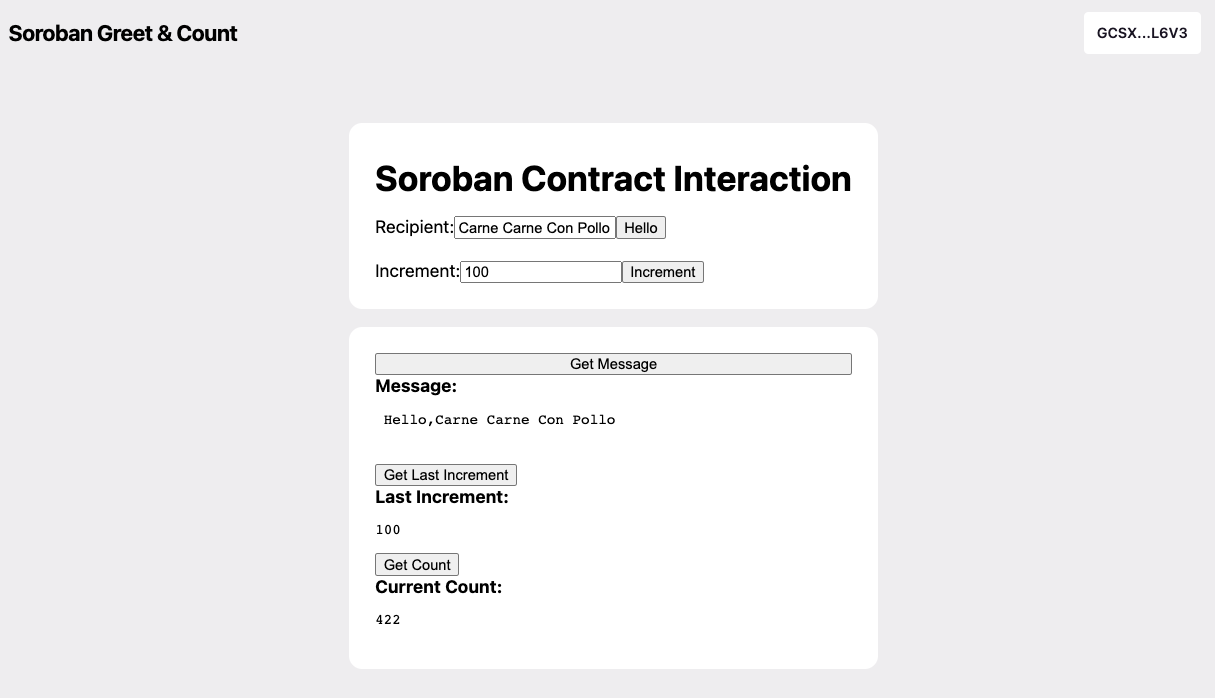 Soroban Greet & Count
GCSX...L6V3
Soroban Contract Interaction
Recipient: Carne Carne Con Pollo Hello
Increment: 100 Increment
Get Message
Message:
Hello,Carne Carne Con Pollo
Get Last Increment
Last Increment:
100
Get Count
Current Count:
422